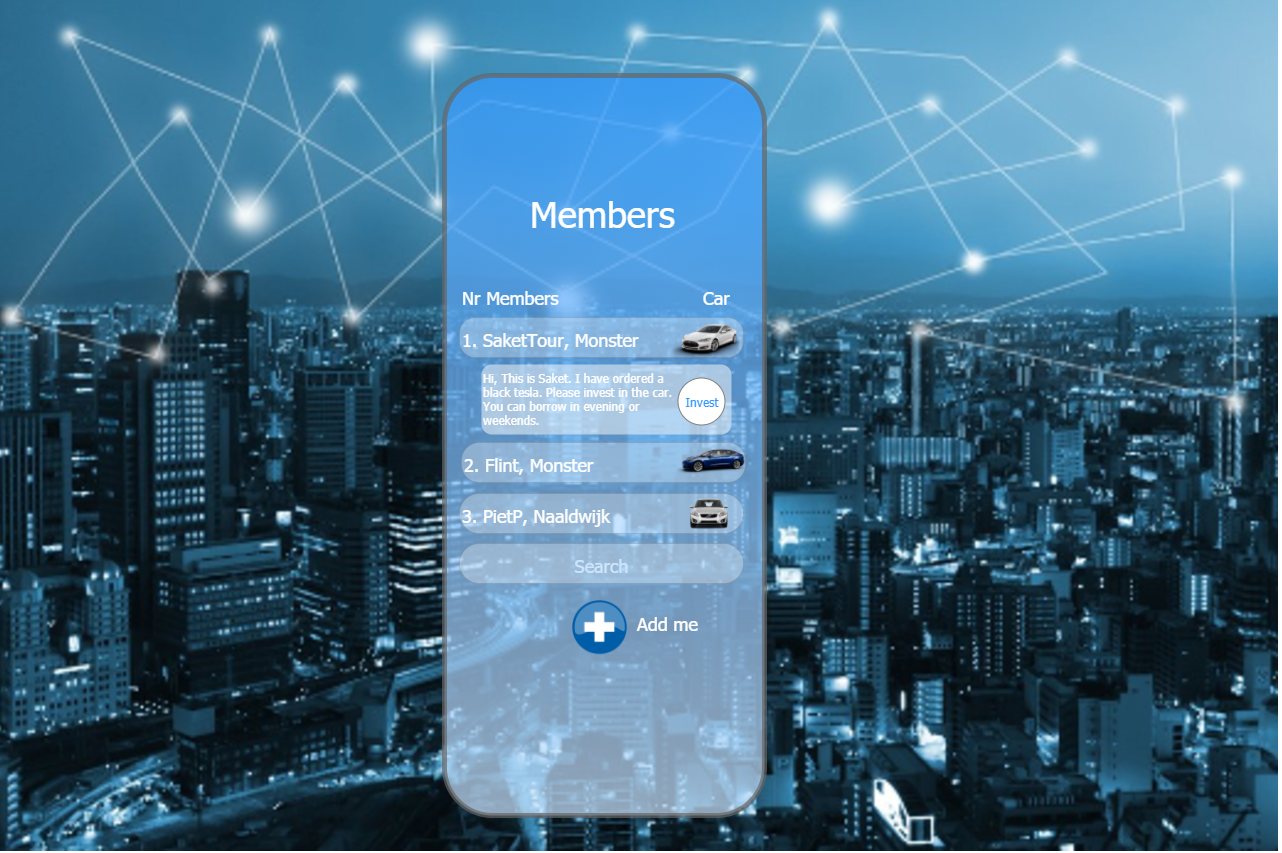 Members
Nr Members Car
1. SaketTour, Monster
Hi, This is Saket. I have ordered a
black tesla. Please invest in the car.
You can borrow in evening or
weekends.
Invest
2. Flint, Monster
3. PietP, Naaldwijk
Search
Add me